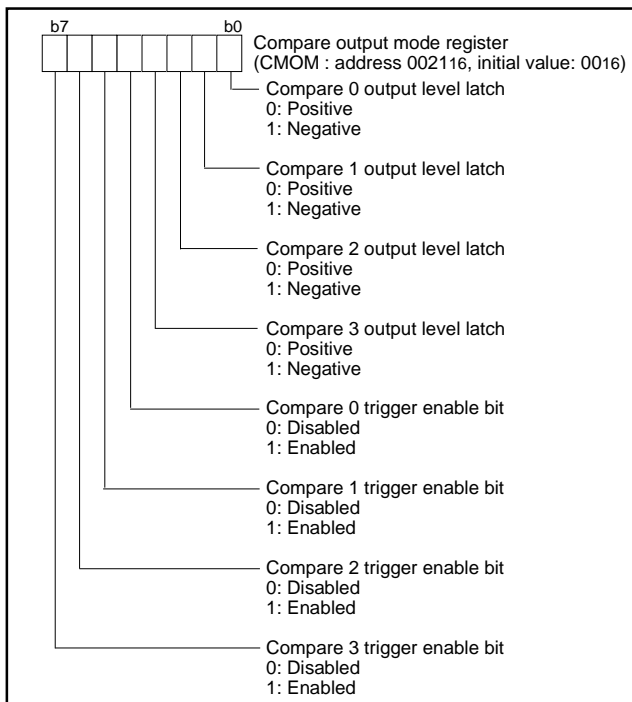 b7 b0
Compare output mode register
(CMOM : address 002116, initial value: 0016)
Compare 0 output level latch
0: Positive
1: Negative
Compare 1 output level latch
0: Positive
1: Negative
Compare 2 output level latch
0: Positive
1: Negative
Compare 3 output level latch
0: Positive
1: Negative
Compare 0 trigger enable bit
0: Disabled
1: Enabled
Compare 1 trigger enable bit
0: Disabled
1: Enabled
Compare 2 trigger enable bit
0: Disabled
1: Enabled
Compare 3 trigger enable bit
0: Disabled
1: Enabled